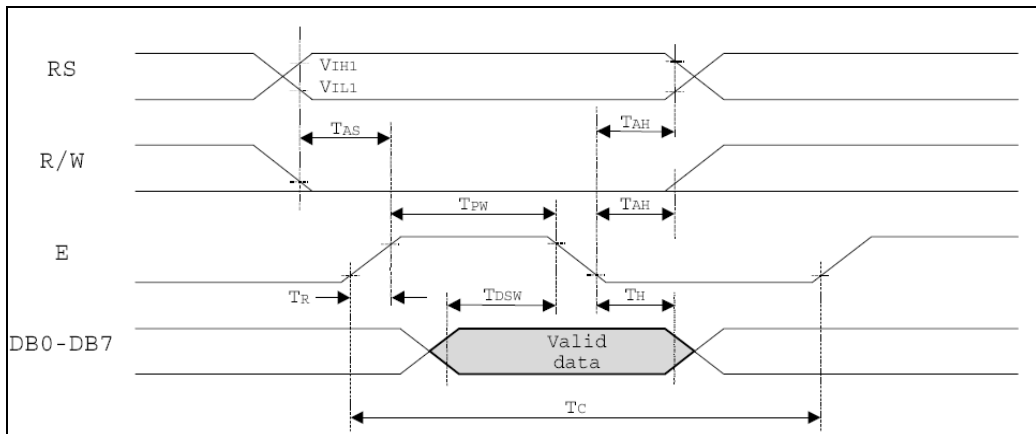 RS
VIH1
VIL1
TAS
TAH
R/W
TPW
TAH
E
TR
TDSW
TH
DB0-DB7
Valid
data
TC